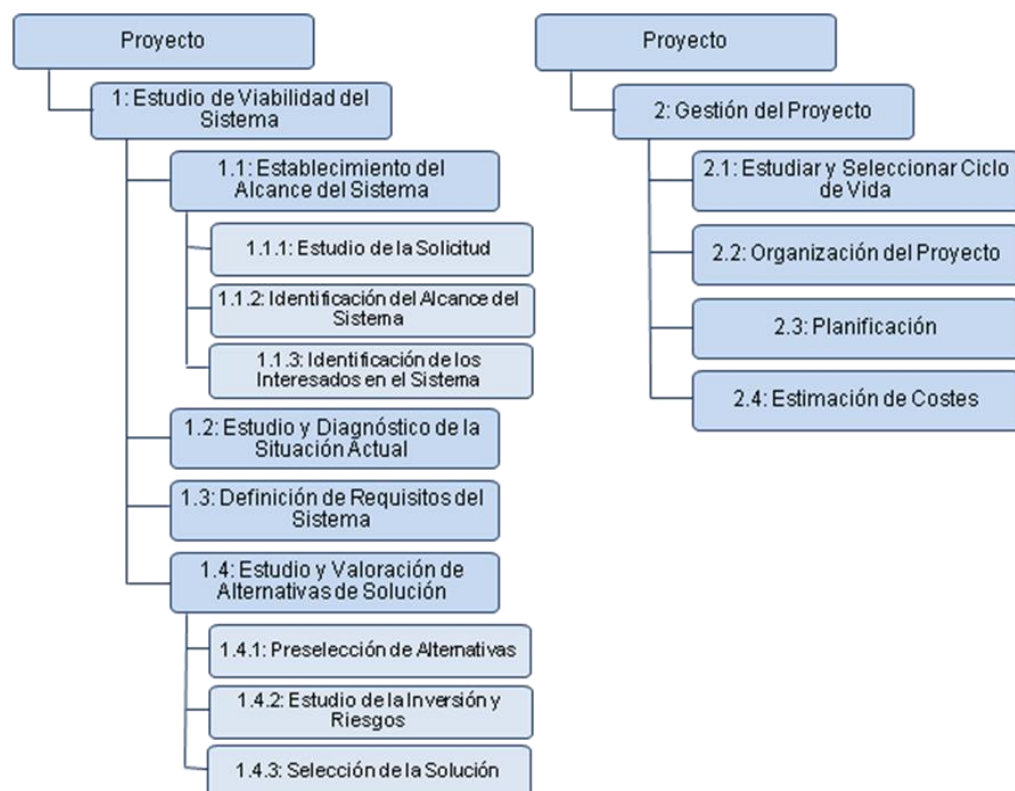 Proyecto
1: Estudio de Viabilidad del
Sistema
1.1: Establecimiento del
Alcance del Sistema
1.1.1: Estudio de la Solicitud
1.1.2: Identificación del Alcance del
Sistema
1.1.3: Identificación de los
Interesados en el Sistema
1.2: Estudio y Diagnóstico de la
Situación Actual
1.3: Definición de Requisitos del
Sistema
1.4: Estudio y Valoración de
Alternativas de Solución
1.4.1: Preselección de Alternativas
1.4.2: Estudio de la Inversión y
Riesgos
1.4.3: Selección de la Solución
Proyecto
2: Gestión del Proyecto
2.1: Estudiar y Seleccionar Ciclo
de Vida
2.2: Organización del Proyecto
2.3: Planificación
2.4: Estimación de Costes